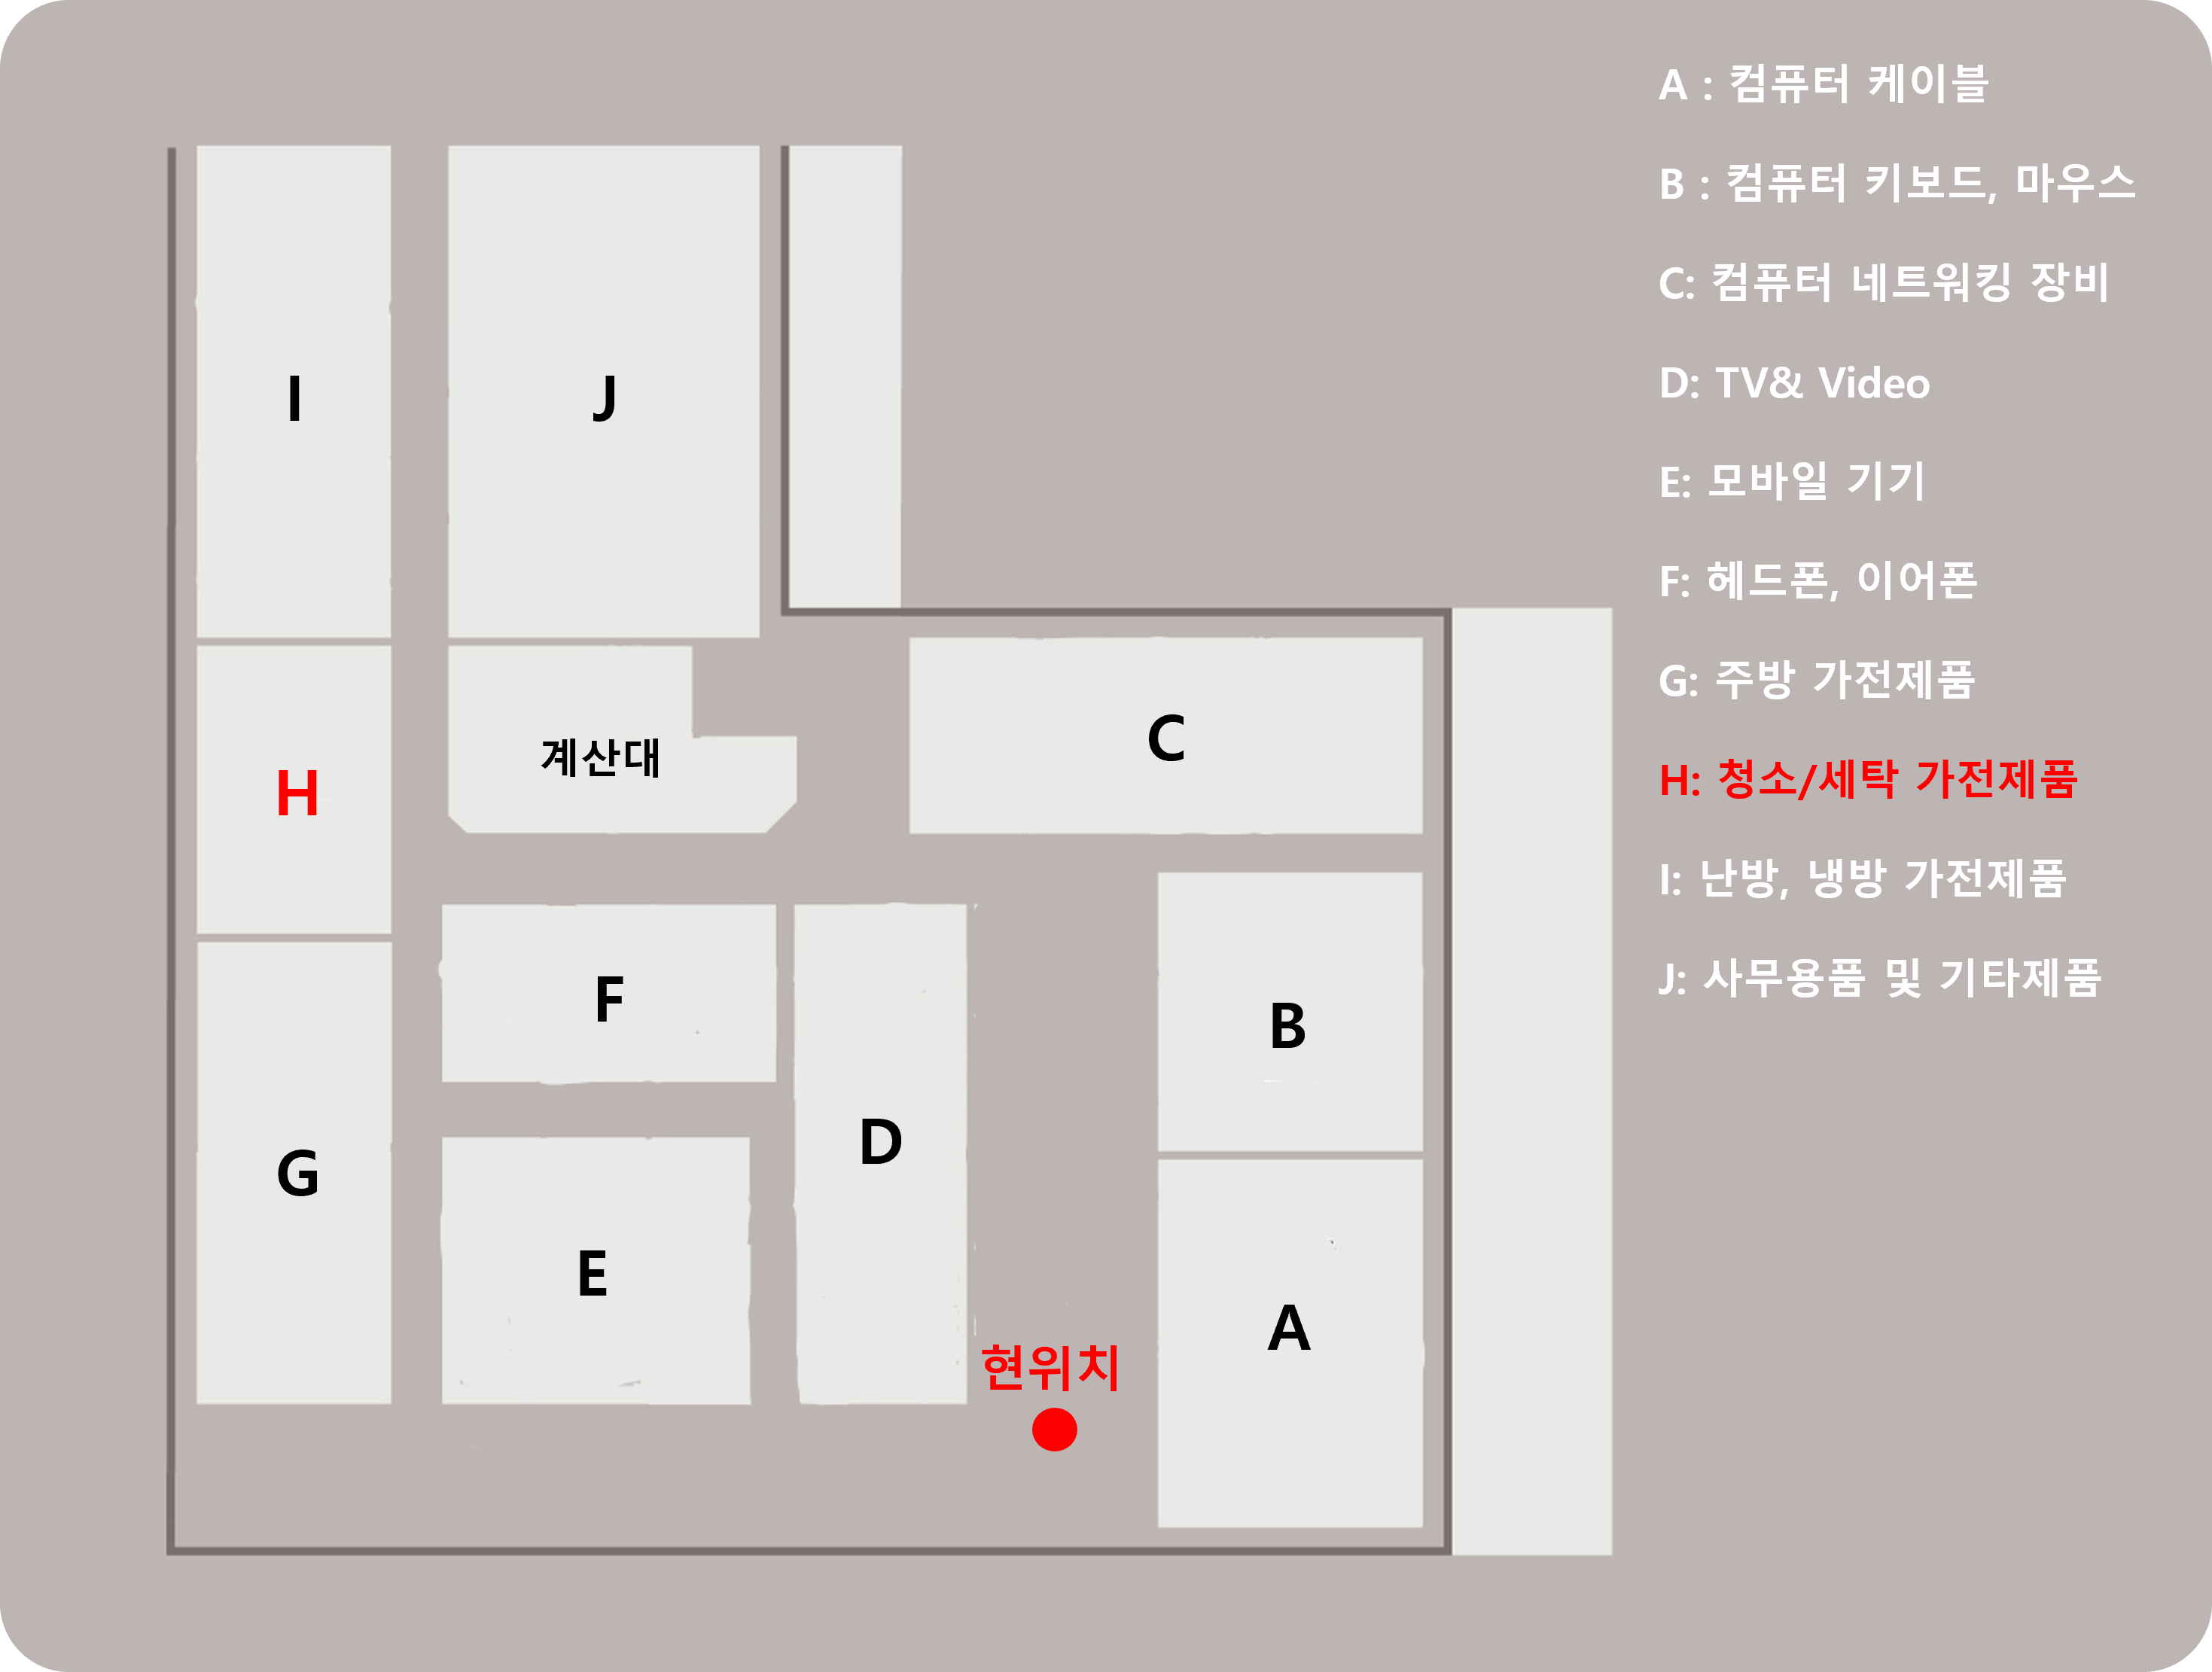 A : 컴퓨터 케이블
B : 컴퓨터 키보드, 마우스
C: 컴퓨터 네트워킹 장비
D: TV& Video
E: 모바일 기기
F: 헤드폰, 이어폰
G: 주방 가전제품
H: 청소/세탁 가전제품
I: 난방, 냉방 가전제품
J: 사무용품 및 기타제품
I
J
H
계산대
C
F
B
D
G
E
A
현위치